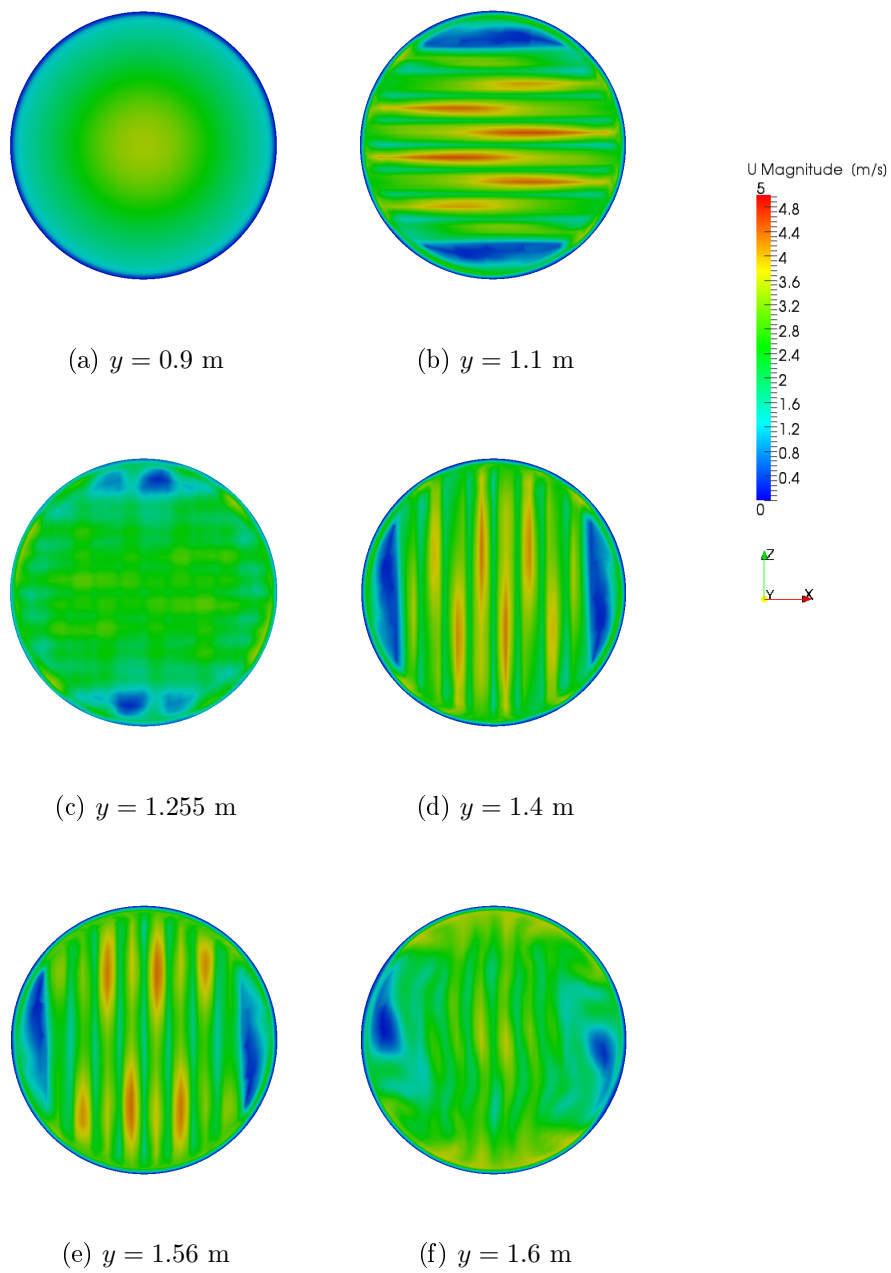 U Magnitude (m/s)
5
4.8
4.4
4
3.6
3.2
2.8
2.4
2
1.6
1.2
0.8
0.4
0
(a) y = 0.9 m
(b) y = 1.1 m
Z
Y X
(c) y = 1.255 m
(d) y = 1.4 m
(e) y = 1.56 m
(f) y = 1.6 m